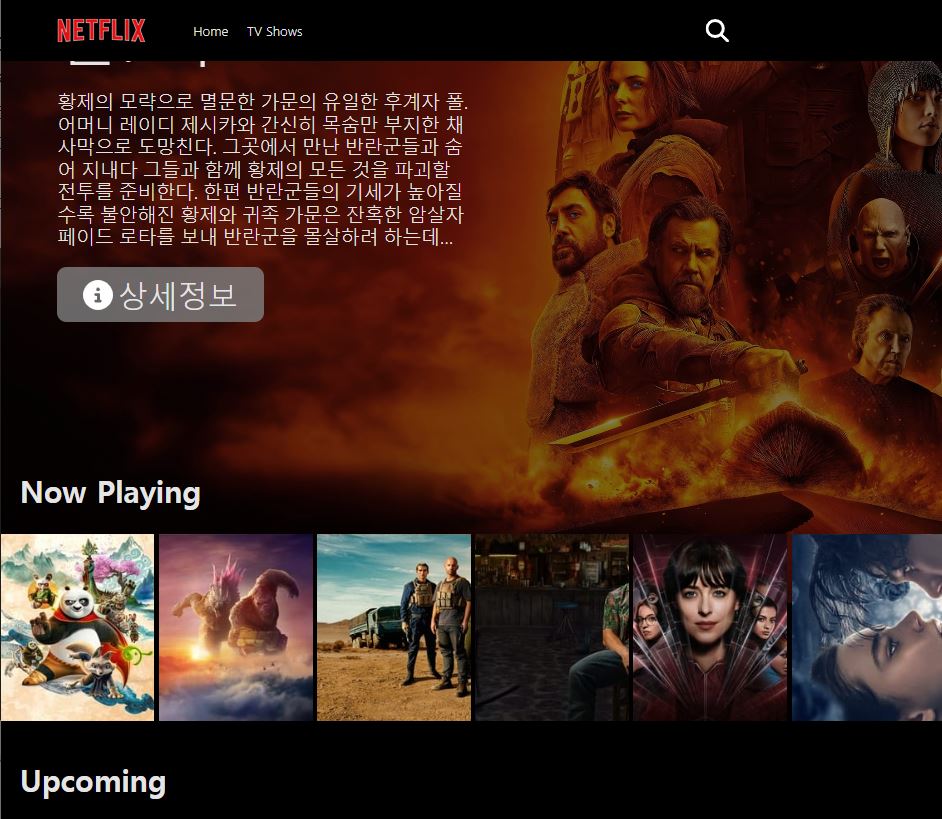 NETFLIX
Home
TV Shows
황제의 모략으로 멸문한 가문의 유일한 후계자 폴.
어머니 레이디 제시카와 간신히 목숨만 부지한 채
사막으로 도망친다. 그곳에서 만난 반란군들과 숨
어 지내다 그들과 함께 황제의 모든 것을 파괴할
전투를 준비한다. 한편 반란군들의 기세가 높아질
수록 불안해진 황제와 귀족 가문은 잔혹한 암살자
페이드 로타를 보내 반란군을 몰살하려 하는데...
상세정보
Now Playing
Upcoming